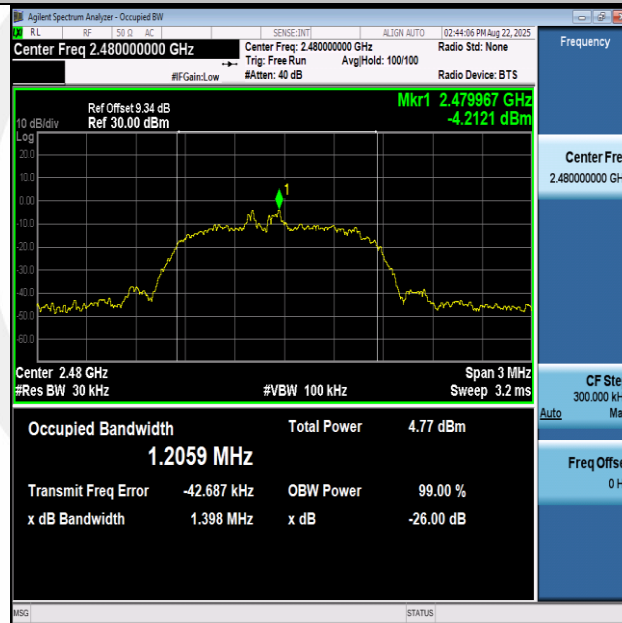 Agilent Spectrum Analyzer - Occupied BW
RL RF 50 Ω AC SENSE:INT ALIGN AUTO 02:44:06 PM Aug 22, 2025
Center Freq 2.480000000 GHz
Center Freq: 2.480000000 GHz
Radio Std: None
Trig: Free Run Avg|Hold: 100/100
#IFGain:Low #Atten: 40 dB Radio Device: BTS
Frequency
Ref Offset 9.34 dB
Mkr1 2.479967 GHz
10 dB/div Ref 30.00 dBm -4.2121 dBm
Log
20.0
10.0
0.00
-10.0
-20.0
-30.0
-40.0
-50.0
-60.0
1
Center 2.48 GHz Span 3 MHz
#Res BW 30 kHz #VBW 100 kHz Sweep 3.2 ms
Occupied Bandwidth Total Power 4.77 dBm
1.2059 MHz
Transmit Freq Error -42.687 kHz OBW Power 99.00 %
x dB Bandwidth 1.398 MHz x dB -26.00 dB
Center Fre
2.480000000 GH
CF Ste
300.000 kH
Auto Ma
Freq Offse
0 H
MSG STATUS